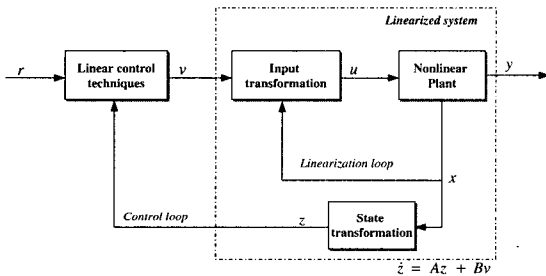 Linearized system
r
Linear control
techniques
v
Input
transformation
u
Nonlinear
Plant
y
Linearization loop
x
Control loop
z
State
transformation
ż = Az + Bv